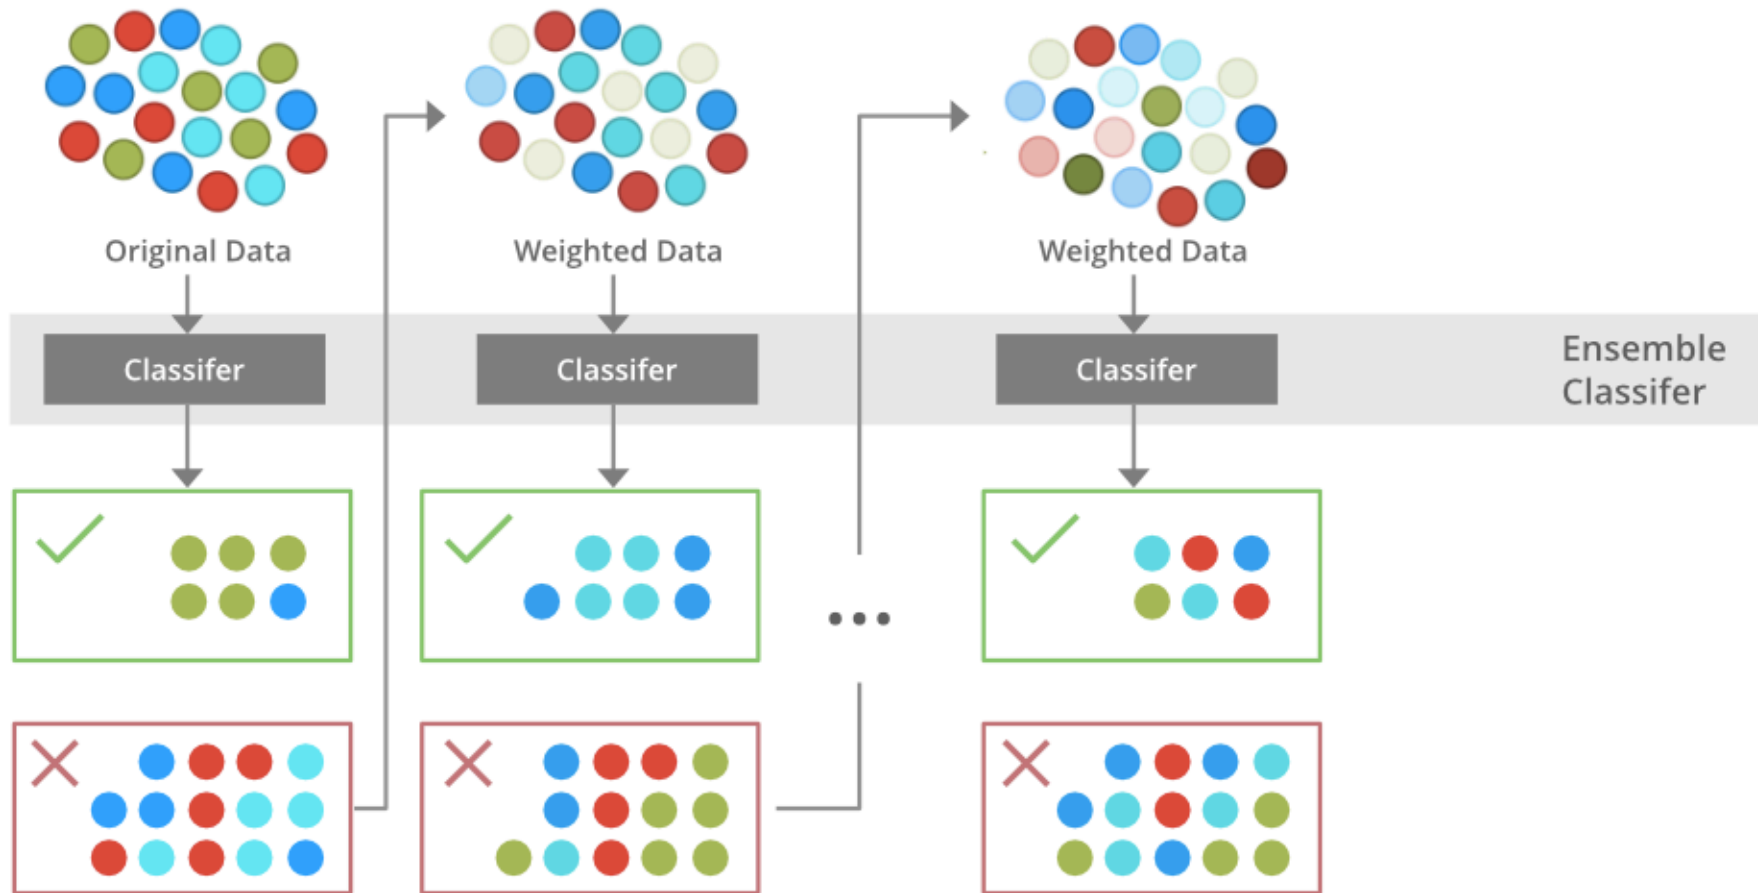 Original Data
Weighted Data
Weighted Data
Classifer
Classifer
Classifer
Ensemble
Classifer